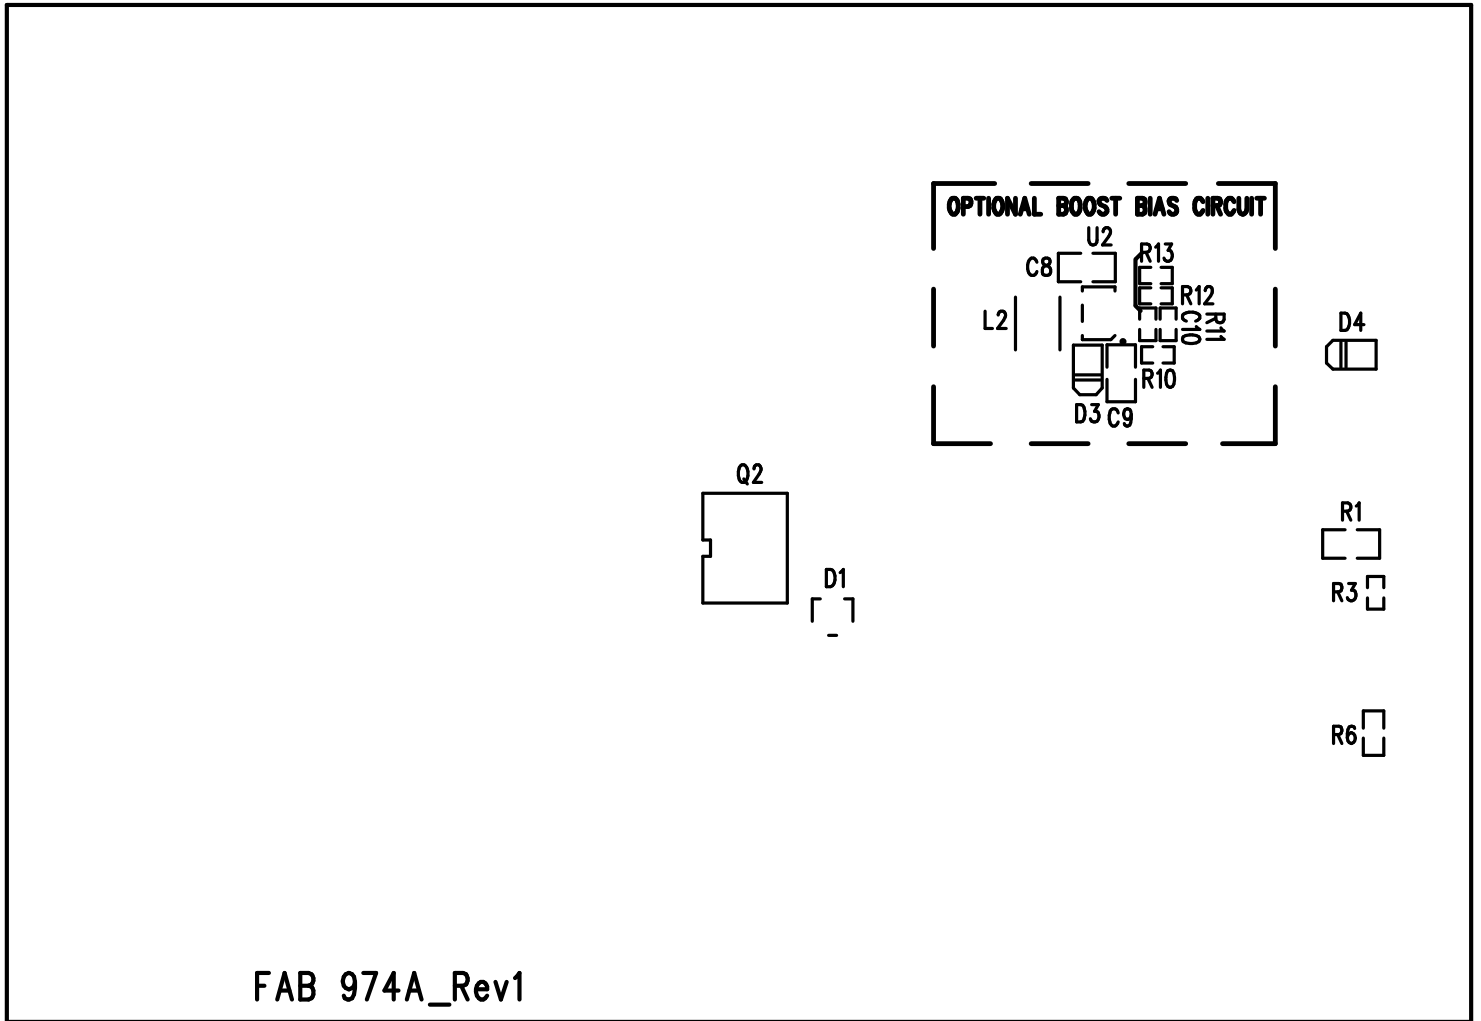 OPTIONAL BOOST BIAS CIRCUIT
U2
R13
C8
R12
L2
C10
R11
D4
R10
D3
C9
Q2
R1
D1
R3
R6
FAB 974A_Rev1